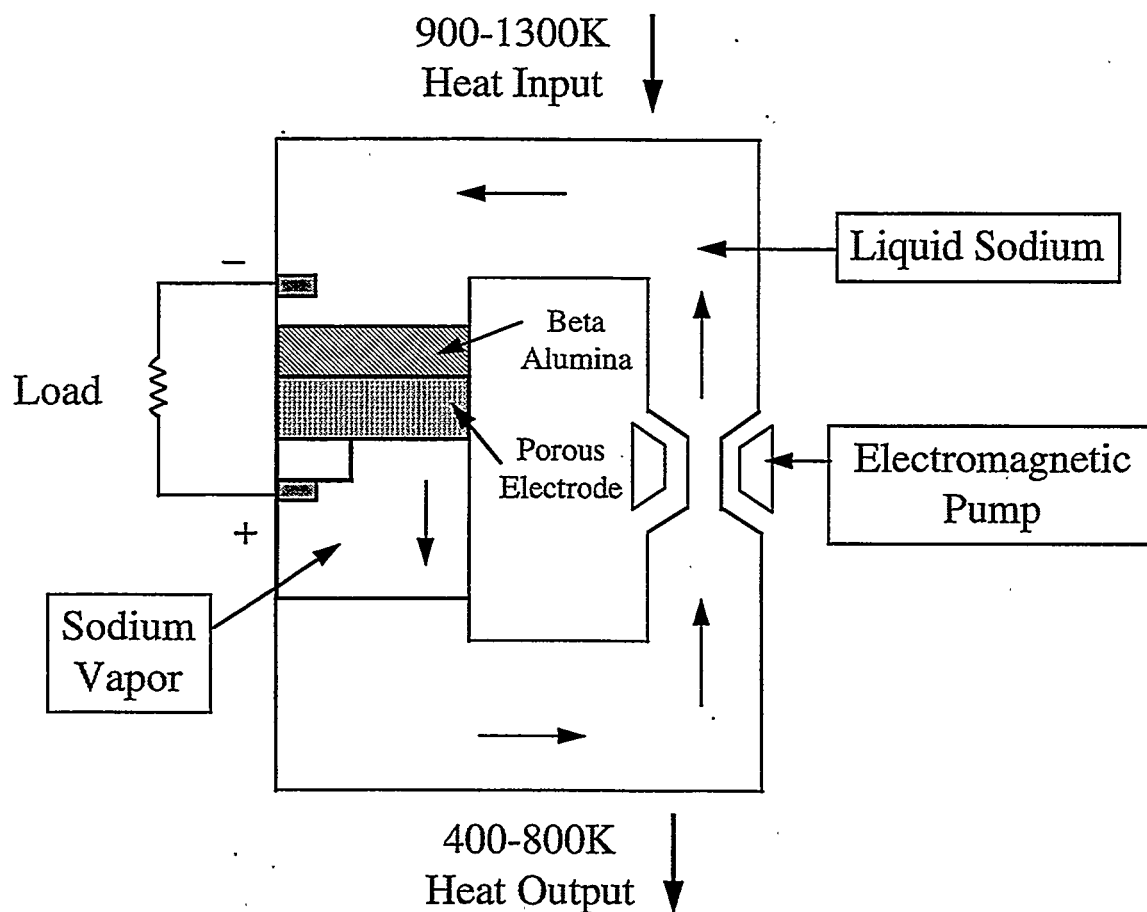 900-1300K
Heat Input
Liquid Sodium
−
Beta
Alumina
Load
Porous
Electrode
Electromagnetic
Pump
+
Sodium
Vapor
400-800K
Heat Output